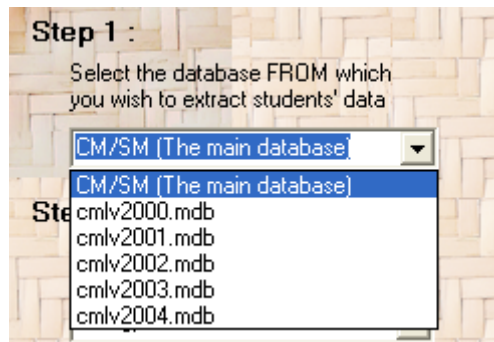 Step 1 :
Select the database FROM which
you wish to extract students' data
CM/SM (The main database)
CM/SM (The main database)
Ste
cmlv2000.mdb
cmlv2001.mdb
cmlv2002.mdb
cmlv2003.mdb
cmlv2004.mdb